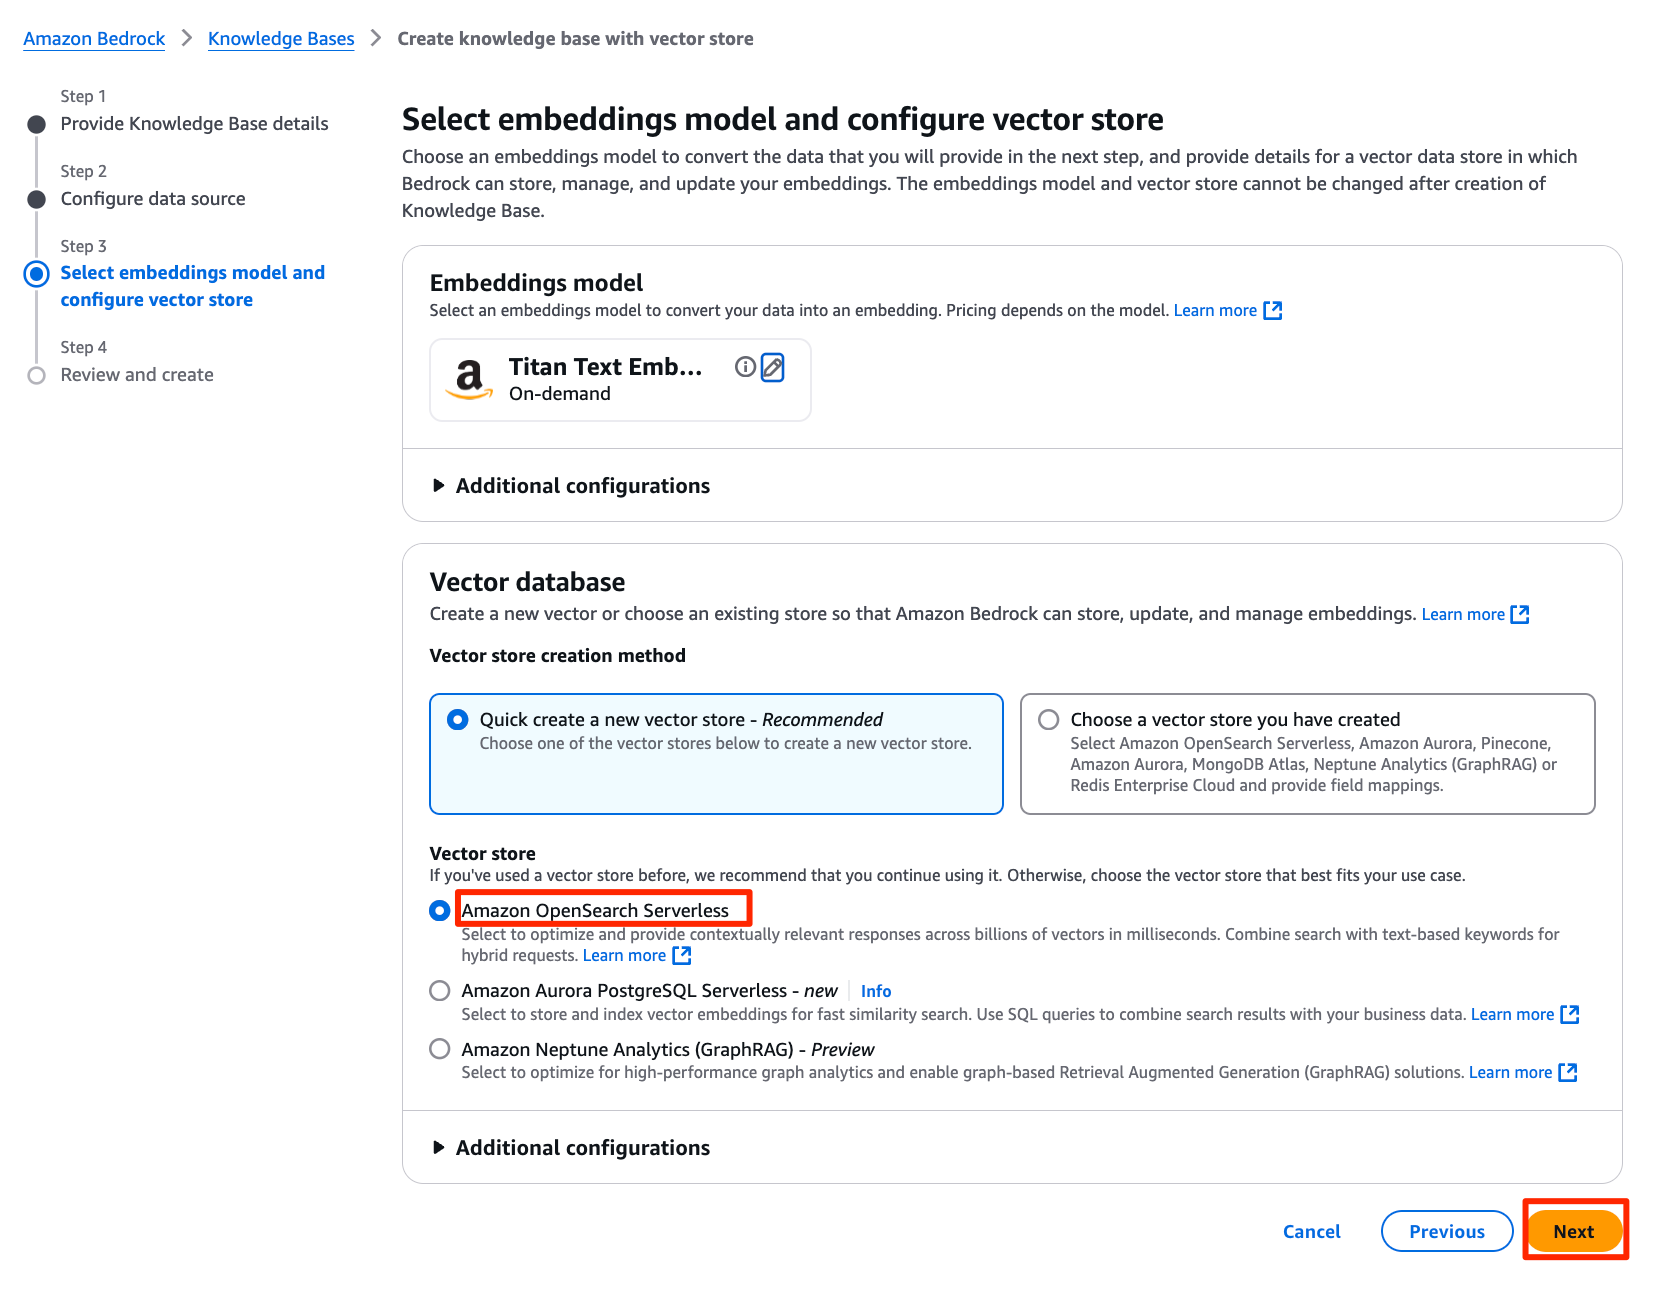 Amazon Bedrock > Knowledge Bases > Create knowledge base with vector store
Step 1
Provide Knowledge Base details
Step 2
Configure data source
Step 3
Select embeddings model and
configure vector store
Step 4
Review and create
Select embeddings model and configure vector store
Choose an embeddings model to convert the data that you will provide in the next step, and provide details for a vector data store in which
Bedrock can store, manage, and update your embeddings. The embeddings model and vector store cannot be changed after creation of
Knowledge Base.
Embeddings model
Select an embeddings model to convert your data into an embedding. Pricing depends on the model. Learn more
a
Titan Text Emb...
On-demand
Additional configurations
Vector database
Create a new vector or choose an existing store so that Amazon Bedrock can store, update, and manage embeddings. Learn more
Vector store creation method
Quick create a new vector store - Recommended
Choose one of the vector stores below to create a new vector store.
Choose a vector store you have created
Select Amazon OpenSearch Serverless, Amazon Aurora, Pinecone,
Amazon Aurora, MongoDB Atlas, Neptune Analytics (GraphRAG) or
Redis Enterprise Cloud and provide field mappings.
Vector store
If you've used a vector store before, we recommend that you continue using it. Otherwise, choose the vector store that best fits your use case.
Amazon OpenSearch Serverless
Select to optimize and provide contextually relevant responses across billions of vectors in milliseconds. Combine search with text-based keywords for
hybrid requests. Learn more
Amazon Aurora PostgreSQL Serverless - new Info
Select to store and index vector embeddings for fast similarity search. Use SQL queries to combine search results with your business data. Learn more
Amazon Neptune Analytics (GraphRAG) - Preview
Select to optimize for high-performance graph analytics and enable graph-based Retrieval Augmented Generation (GraphRAG) solutions. Learn more
Additional configurations
Cancel Previous Next